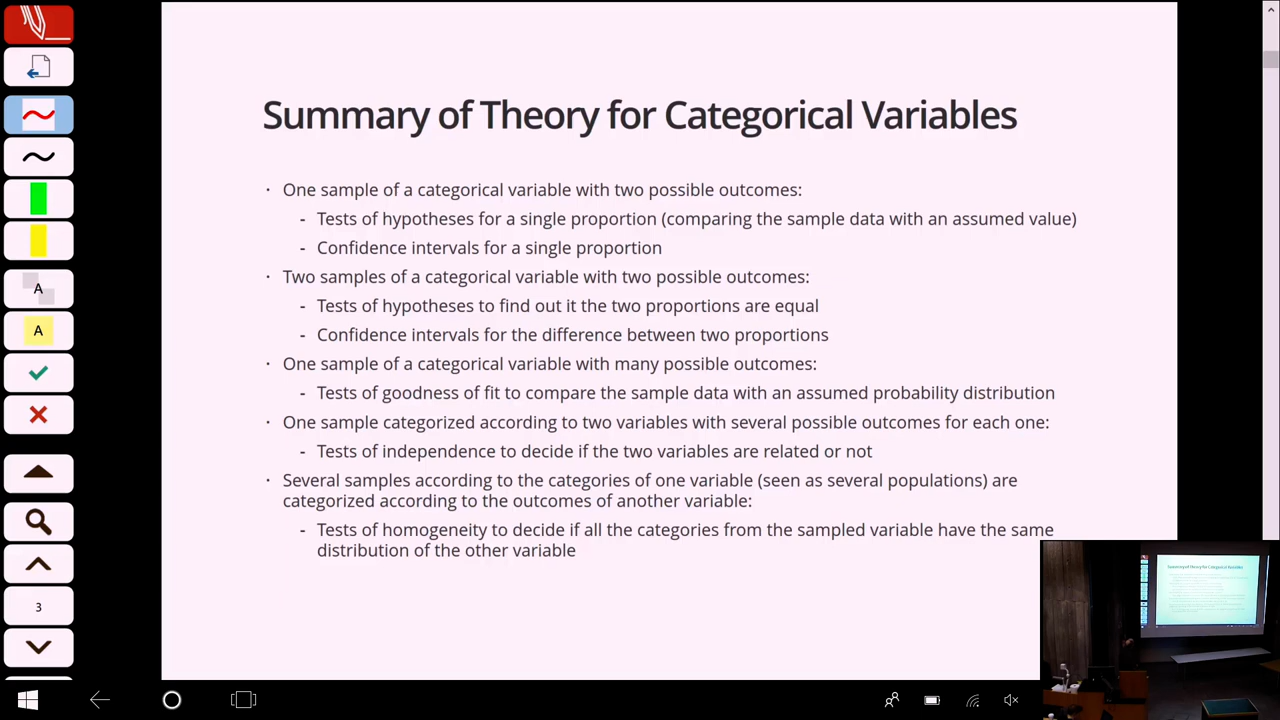 Summary of Theory for Categorical Variables
· One sample of a categorical variable with two possible outcomes:
- Tests of hypotheses for a single proportion (comparing the sample data with an assumed value)
- Confidence intervals for a single proportion
· Two samples of a categorical variable with two possible outcomes:
- Tests of hypotheses to find out it the two proportions are equal
- Confidence intervals for the difference between two proportions
· One sample of a categorical variable with many possible outcomes:
- Tests of goodness of fit to compare the sample data with an assumed probability distribution
· One sample categorized according to two variables with several possible outcomes for each one:
- Tests of independence to decide if the two variables are related or not
· Several samples according to the categories of one variable (seen as several populations) are
categorized according to the outcomes of another variable:
- Tests of homogeneity to decide if all the categories from the sampled variable have the same
distribution of the other variable
A
A
3
Summary of Theory for Categorical Variables